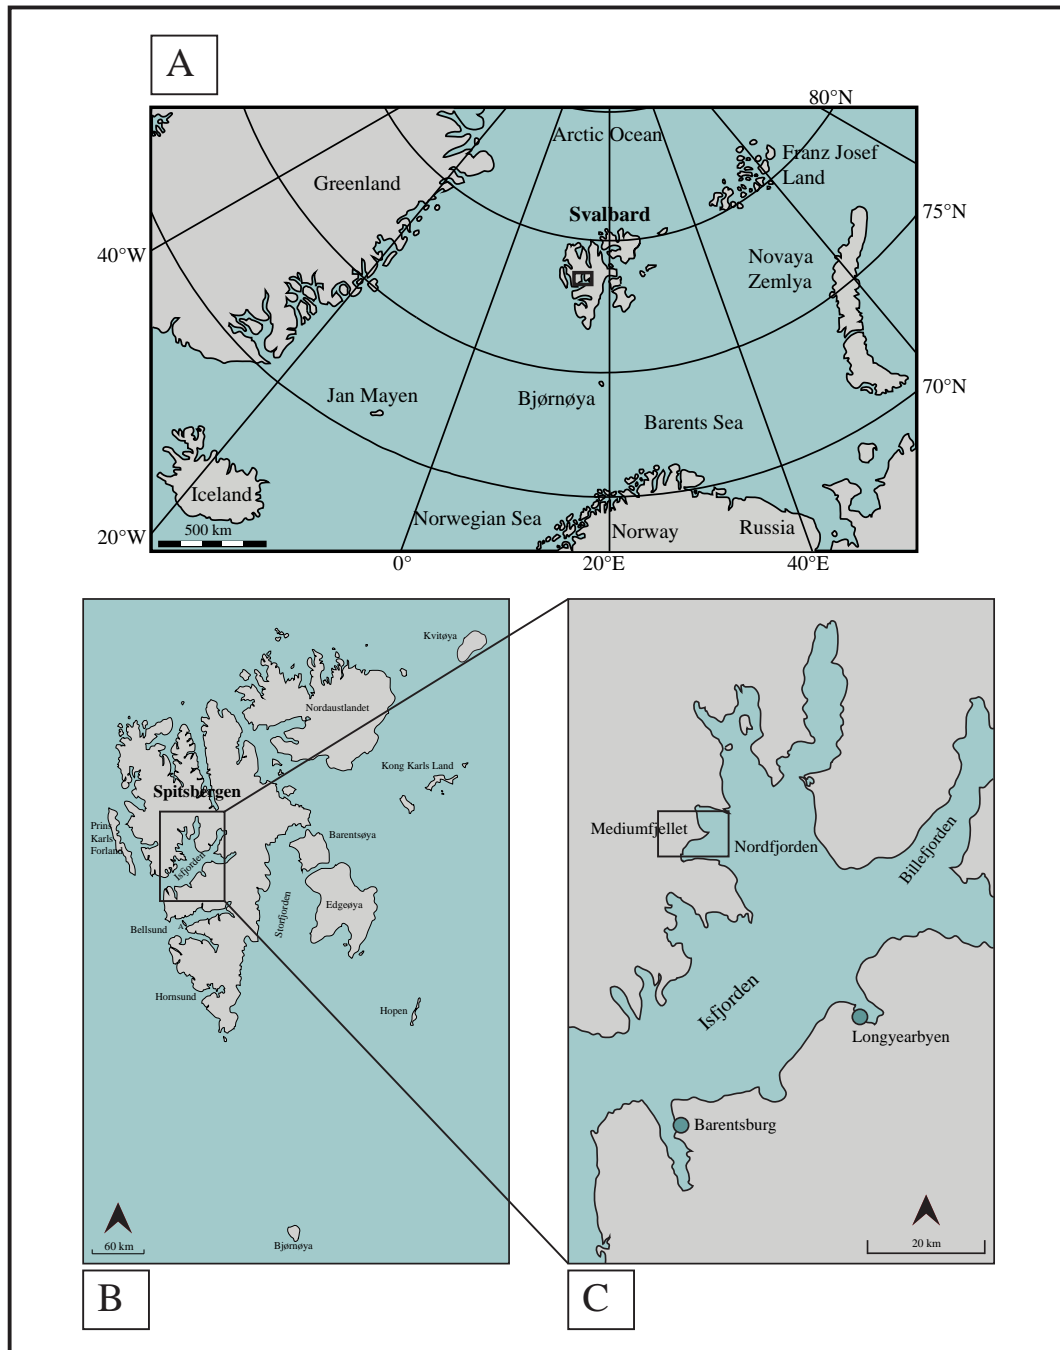 A
80°N
Arctic Ocean
Franz Josef
Land
Greenland
Svalbard
75°N
40°W
Novaya
Zemlya
70°N
Jan Mayen
Bjørnøya
Barents Sea
Iceland
500 km
Norwegian Sea
Norway
Russia
20°W
0°
20°E
40°E
Kvitøya
Nordaustlandet
Kong Karls Land
Spitsbergen
Prins
Karls
Forland
Barentsøya
Isfjorden
Edgeøya
Storfjorden
Bellsund
A
Hornsund
Hopen
60 km
Bjørnøya
B
Mediumfjellet
Nordfjorden
Billefjorden
Isfjorden
Longyearbyen
Barentsburg
20 km
C